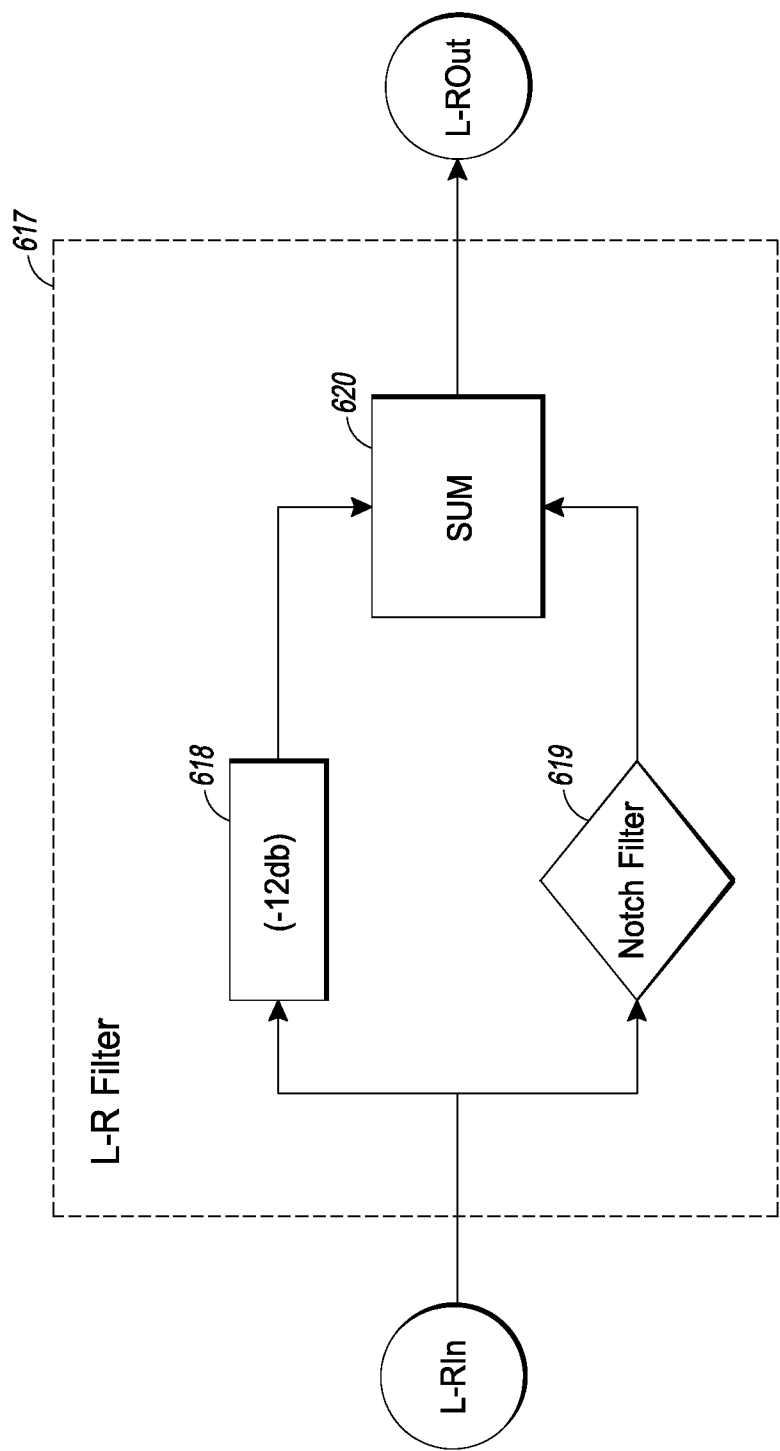 L-R Filter
617
L-RIn
618
(-12db)
619
Notch Filter
620
SUM
L-ROut